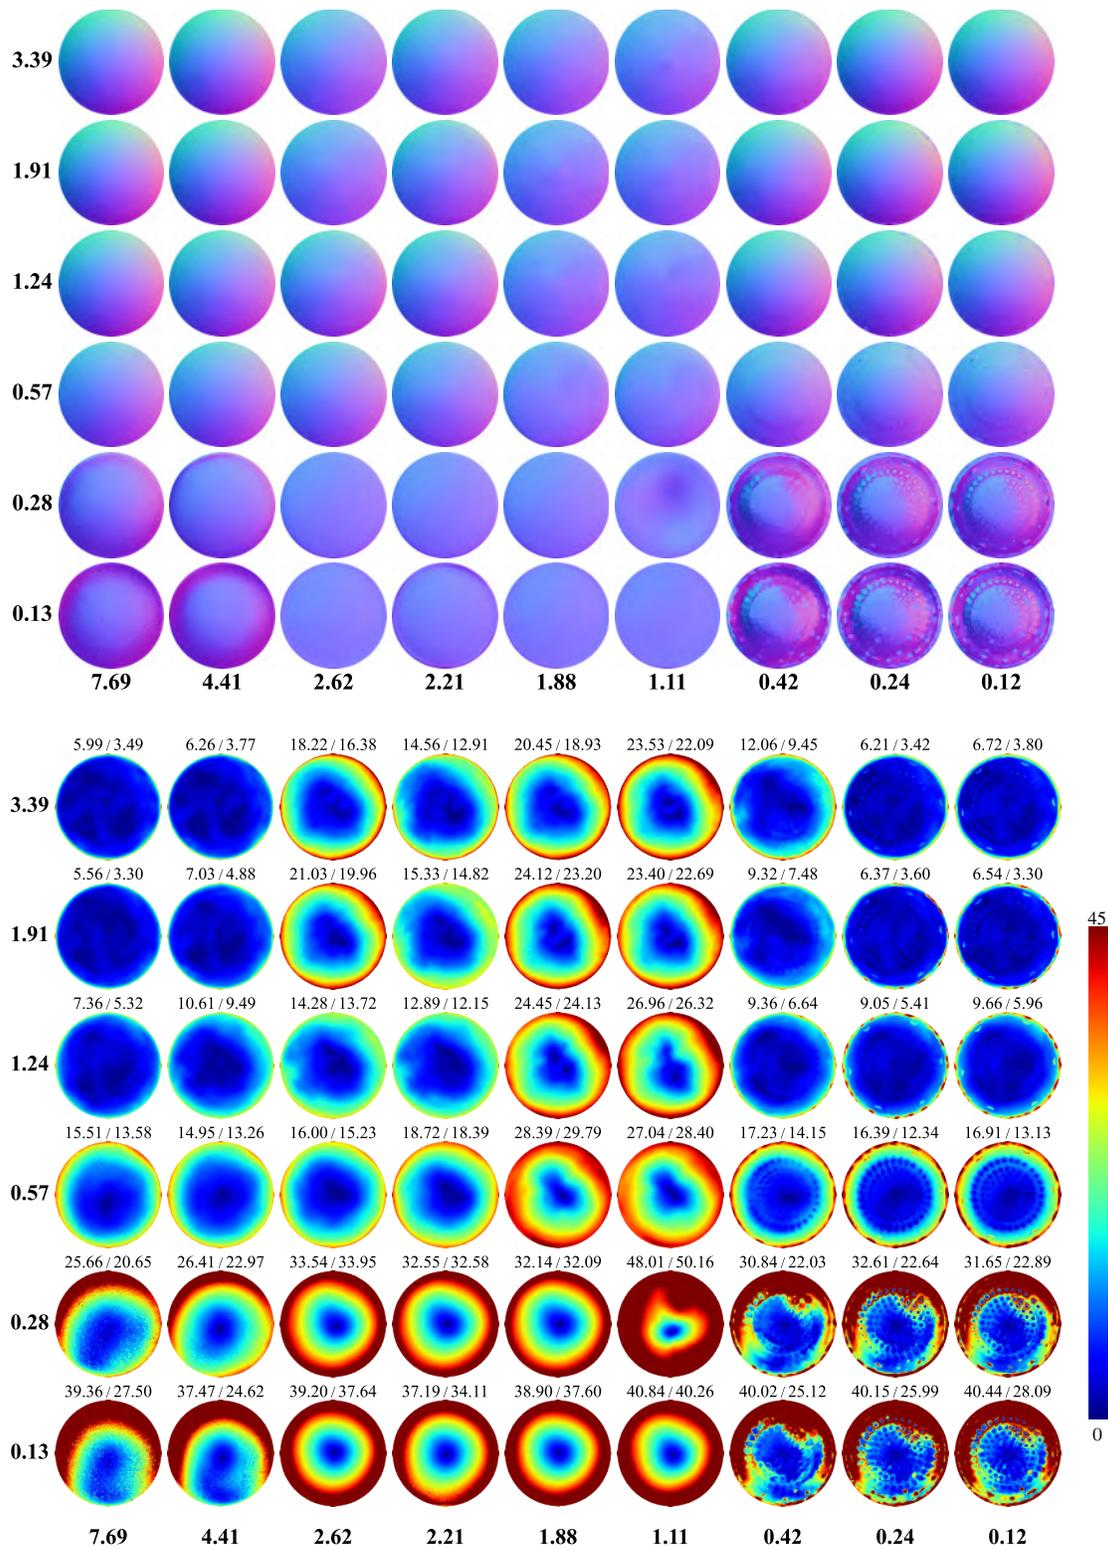 3.39
1.91
1.24
0.57
0.28
0.13
7.69 4.41 2.62 2.21 1.88 1.11 0.42 0.24 0.12
5.99 / 3.49 6.26 / 3.77 18.22 / 16.38 14.56 / 12.91 20.45 / 18.93 23.53 / 22.09 12.06 / 9.45 6.21 / 3.42 6.72 / 3.80
3.39
5.56 / 3.30 7.03 / 4.88 21.03 / 19.96 15.33 / 14.82 24.12 / 23.20 23.40 / 22.69 9.32 / 7.48 6.37 / 3.60 6.54 / 3.30
45
1.91
7.36 / 5.32 10.61 / 9.49 14.28 / 13.72 12.89 / 12.15 24.45 / 24.13 26.96 / 26.32 9.36 / 6.64 9.05 / 5.41 9.66 / 5.96
1.24
15.51 / 13.58 14.95 / 13.26 16.00 / 15.23 18.72 / 18.39 28.39 / 29.79 27.04 / 28.40 17.23 / 14.15 16.39 / 12.34 16.91 / 13.13
0.57
25.66 / 20.65 26.41 / 22.97 33.54 / 33.95 32.55 / 32.58 32.14 / 32.09 48.01 / 50.16 30.84 / 22.03 32.61 / 22.64 31.65 / 22.89
0.28
39.36 / 27.50 37.47 / 24.62 39.20 / 37.64 37.19 / 34.11 38.90 / 37.60 40.84 / 40.26 40.02 / 25.12 40.15 / 25.99 40.44 / 28.09
0
0.13
7.69 4.41 2.62 2.21 1.88 1.11 0.42 0.24 0.12